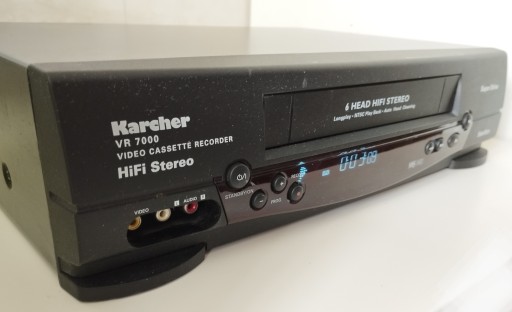 Karcher
VR 7000
VIDEO CASSETTE RECORDER
HiFi Stereo
6 HEAD HIFI STEREO
Longplay • NTSC Play Back • Auto Head Cleaning
STANDBY/ON
PROG
VIDEO
AUDIO